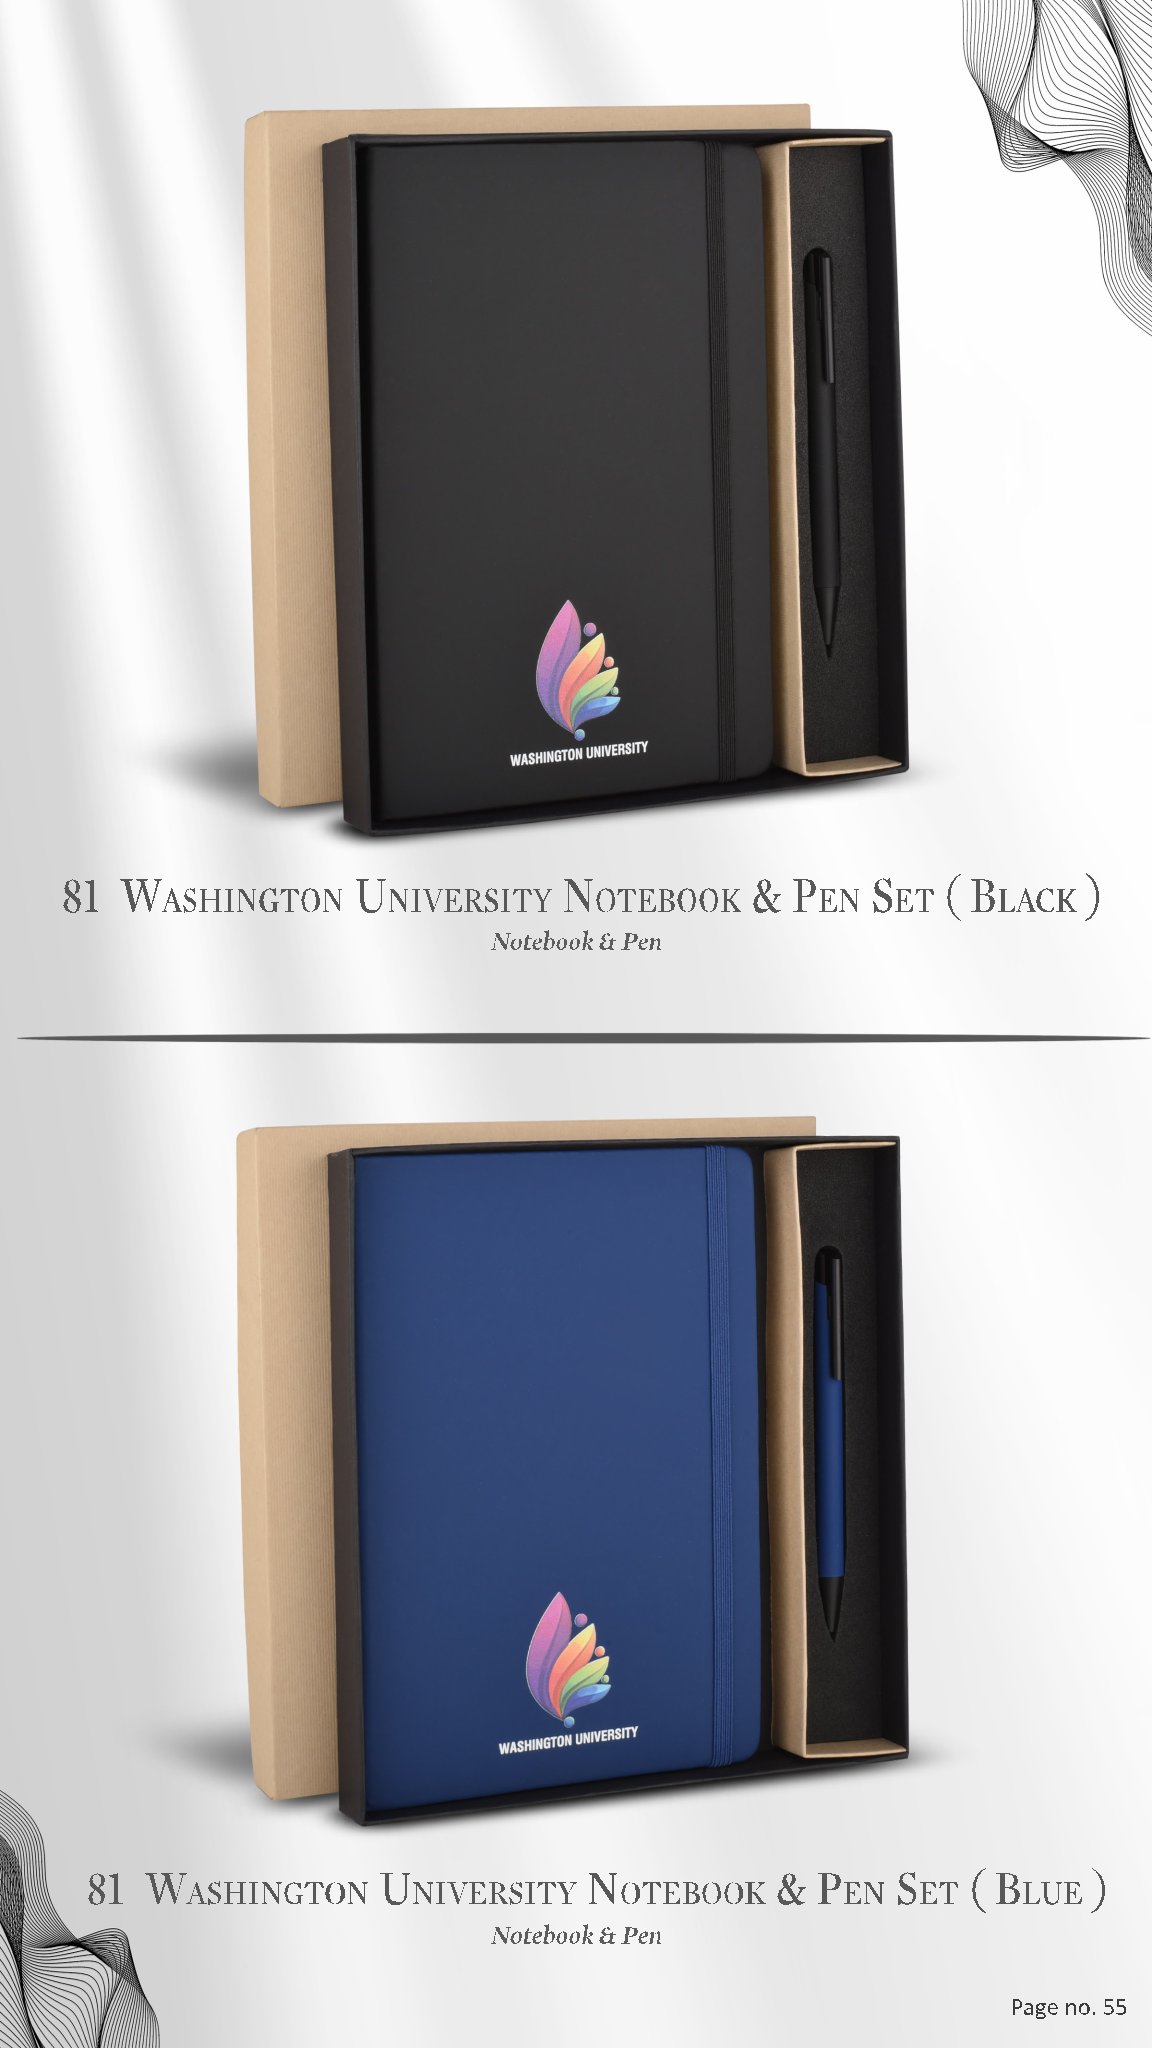 WASHINGTON UNIVERSITY
81 Washington University Notebook & Pen Set ( Black )
Notebook & Pen
WASHINGTON UNIVERSITY
81 Washington University Notebook & Pen Set ( Blue )
Notebook & Pen
Page no. 55